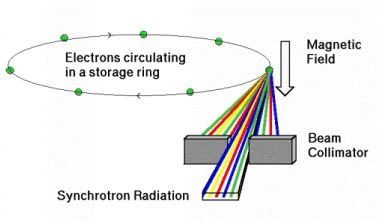 Electrons circulating
in a storage ring
Magnetic
Field
Beam
Collimator
Synchrotron Radiation